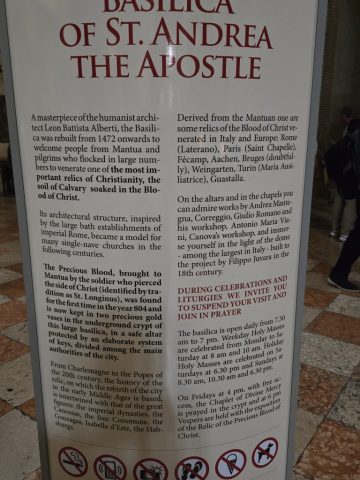 BASILICA
OF ST. ANDREA
THE APOSTLE
A masterpiece of the humanist archi-
tect Leon Battista Alberti, the Basili-
ca was rebuilt from 1472 onwards to
welcome people from Mantua and
pilgrims who flocked in large num-
bers to venerate one of the most im-
portant relics of Christianity, the
soil of Calvary soaked in the Blo-
od of Christ.
Its architectural structure, inspired
by the large bath establishments of
imperial Rome, became a model for
many single-nave churches in the
following centuries.
The Precious Blood, brought to
Mantua by the soldier who pierced
the side of Christ (identified by tra-
dition as St. Longinus), was found
for the first time in the year 804 and
is now kept in two precious gold
vases in the underground crypt of
this large basilica, in a safe altar
protected by an elaborate system
of keys, divided among the main
authorities of the city.
From Charlemagne to the Popes of
the 20th century, the history of the
relic, on which the rebirth of the city
in the early Middle Ages is based,
is intertwined with that of the great
figures: the imperial dynasties, the
Canossas, the free Commune, the
Gonzagas, Isabella d'Este, the Hab-
sburgs.
Derived from the Mantuan one are
some relics of the Blood of Christ ve-
nerated in Italy and Europe: Rome
(Laterano), Paris (Saint Chapelle),
Fécamp, Aachen, Bruges (doubtful-
ly), Weingarten, Turin (Maria Aus-
iliatrice), Guastalla.
On the altars and in the chapels you
can admire works by Andrea Mante-
gna, Correggio, Giulio Romano and
his workshop, Antonio Maria Via-
ni, Canova's workshop, and immer-
se yourself in the light of the dome
- among the largest in Italy - built to
the project by Filippo Juvara in the
18th century.
DURING CELEBRATIONS AND
LITURGIES WE INVITE YOU
TO SUSPEND YOUR VISIT AND
JOIN IN PRAYER
The basilica is open daily from 7.30
am to 7 pm. Weekday Holy Masses
are celebrated from Monday to Sa-
turday at 8 am and 10 am. Holiday
Holy Masses are celebrated on Sa-
turdays at 6.30 pm and Sundays at
8.30 am, 10.30 am and 6.30 pm.
On Fridays at 4 pm, with free ac-
cess, the Chaplet of Divine Mercy
is prayed in the crypt and at 6 pm
Vespers are held with the exposition
of the Relic of the Precious Blood of
Christ.